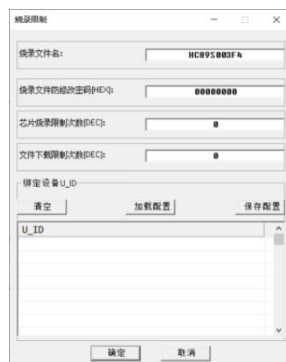 烧录限制
烧录文件名: HC89S003F4
烧录文件防修改密码(HEX): 00000000
芯片烧录限制次数(DEC): 0
文件下载限制次数(DEC): 0
绑定设备U_ID
清空 加载配置 保存配置
U_ID
确定 取消